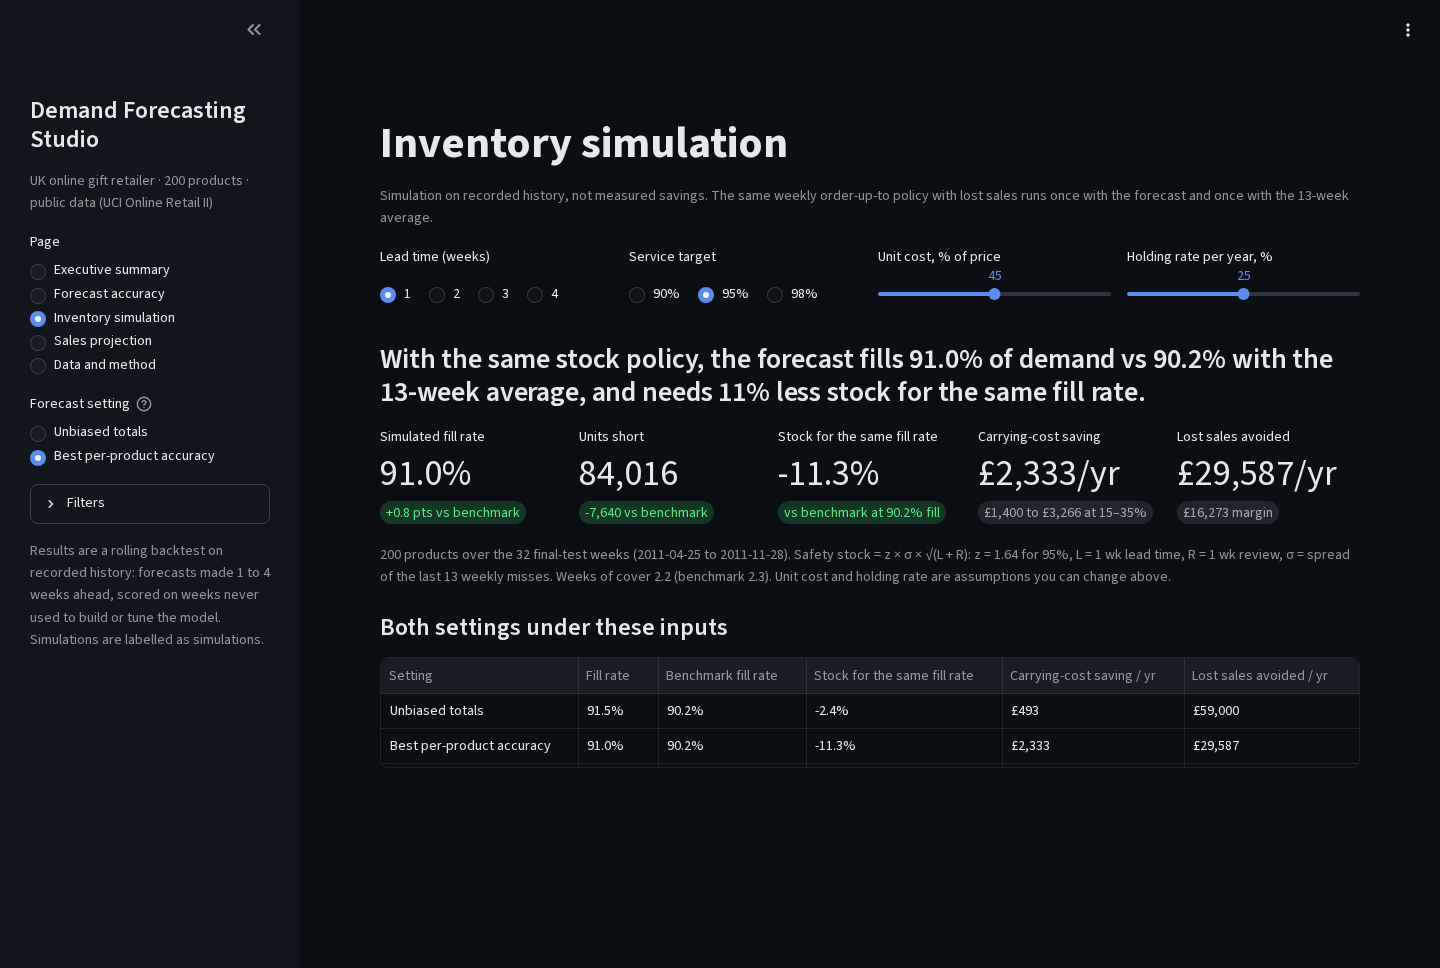 Demand Forecasting
Studio
UK online gift retailer · 200 products ·
public data (UCI Online Retail II)
Page
Executive summary
Forecast accuracy
Inventory simulation
Sales projection
Data and method
Forecast setting
Unbiased totals
Best per-product accuracy
Filters
Results are a rolling backtest on
recorded history: forecasts made 1 to 4
weeks ahead, scored on weeks never
used to build or tune the model.
Simulations are labelled as simulations.
Inventory simulation
Simulation on recorded history, not measured savings. The same weekly order-up-to policy with lost sales runs once with the forecast and once with the 13-week
average.
Lead time (weeks) Service target Unit cost, % of price Holding rate per year, %
45 25
1 2 3 4 90% 95% 98%
With the same stock policy, the forecast fills 91.0% of demand vs 90.2% with the
13-week average, and needs 11% less stock for the same fill rate.
Simulated fill rate Units short Stock for the same fill rate Carrying-cost saving Lost sales avoided
91.0% 84,016 -11.3% £2,333/yr £29,587/yr
+0.8 pts vs benchmark -7,640 vs benchmark vs benchmark at 90.2% fill £1,400 to £3,266 at 15–35% £16,273 margin
200 products over the 32 final-test weeks (2011-04-25 to 2011-11-28). Safety stock = z × σ × √(L + R): z = 1.64 for 95%, L = 1 wk lead time, R = 1 wk review, σ = spread
of the last 13 weekly misses. Weeks of cover 2.2 (benchmark 2.3). Unit cost and holding rate are assumptions you can change above.
Both settings under these inputs
Setting Fill rate Benchmark fill rate Stock for the same fill rate Carrying-cost saving / yr Lost sales avoided / yr
Unbiased totals 91.5% 90.2% -2.4% £493 £59,000
Best per-product accuracy 91.0% 90.2% -11.3% £2,333 £29,587